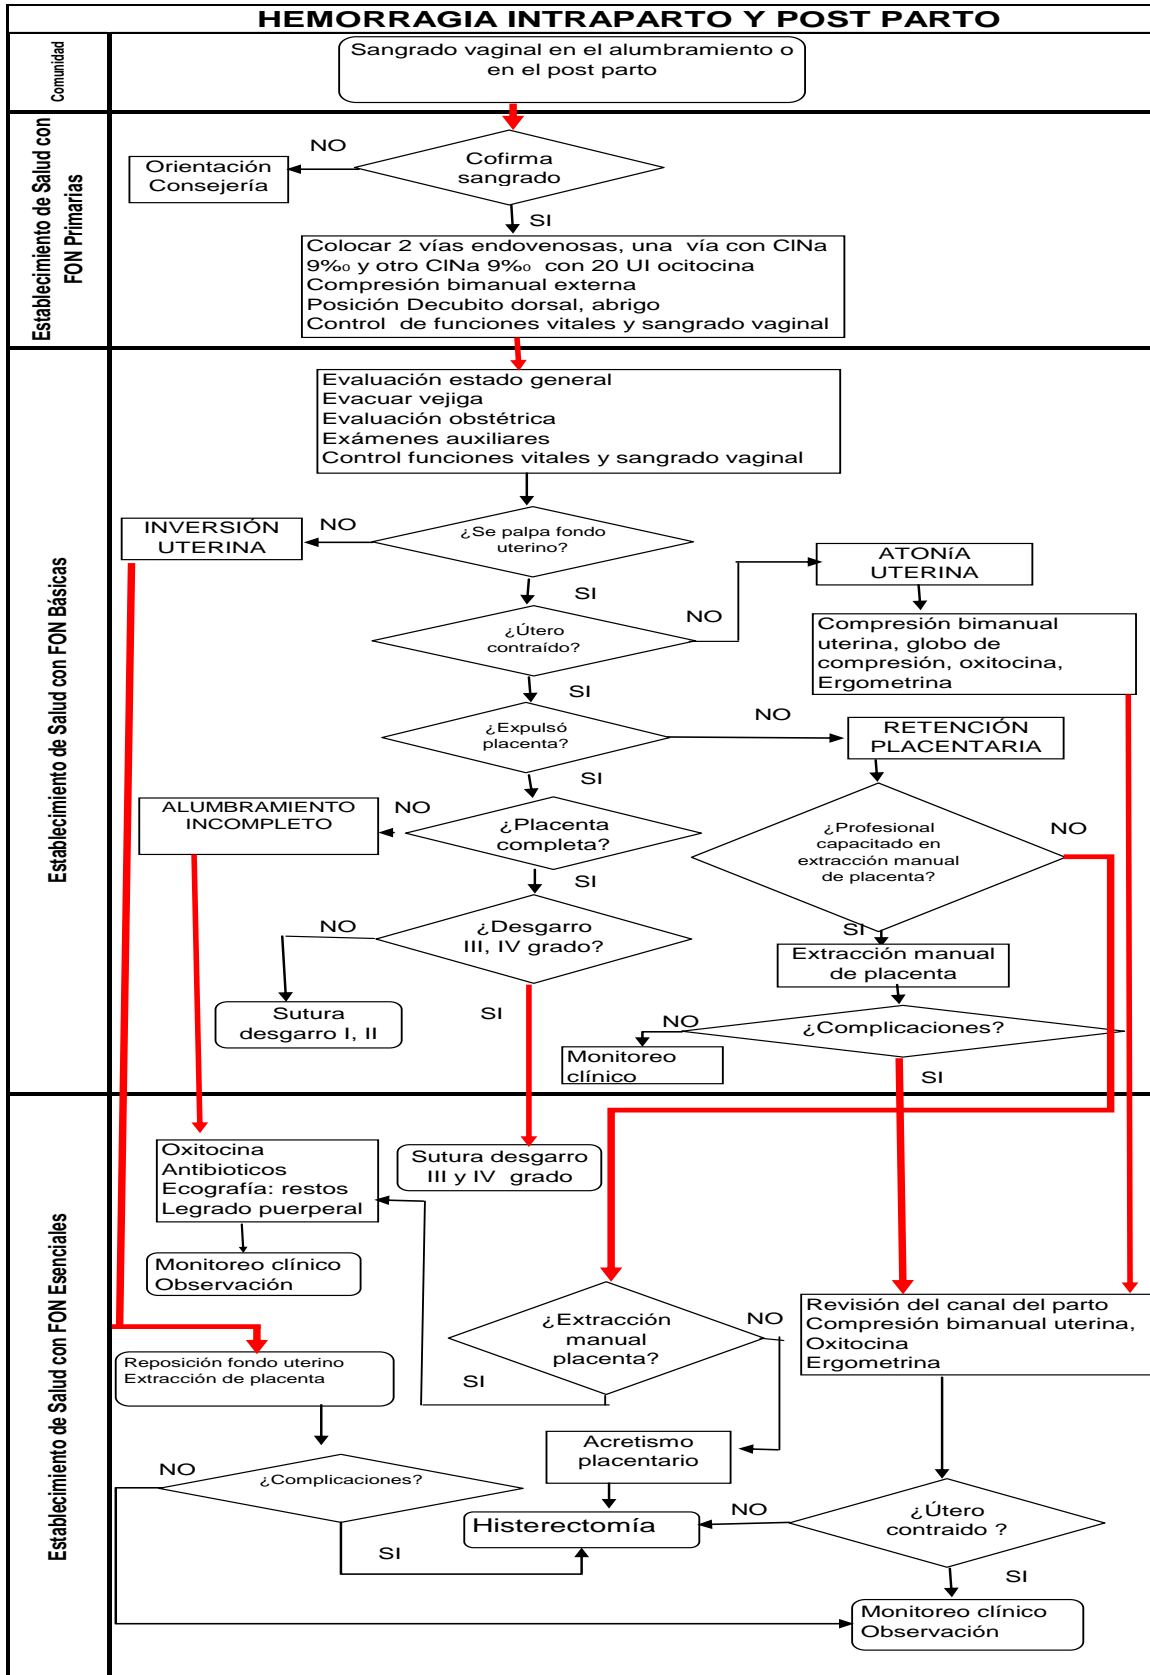 HEMORRAGIA INTRAPARTO Y POST PARTO
Comunidad
Sangrado vaginal en el alumbramiento o
en el post parto
Establecimiento de Salud con
FON Primarias
NO
Orientación
Consejería
Cofirma
sangrado
SI
Colocar 2 vías endovenosas, una vía con ClNa
9‰ y otro ClNa 9‰ con 20 UI ocitocina
Compresión bimanual externa
Posición Decubito dorsal, abrigo
Control de funciones vitales y sangrado vaginal
Establecimiento de Salud con FON Básicas
Evaluación estado general
Evacuar vejiga
Evaluación obstétrica
Exámenes auxiliares
Control funciones vitales y sangrado vaginal
INVERSIÓN
UTERINA
NO
¿Se palpa fondo
uterino?
SI
ATONíA
UTERINA
NO
¿Útero
contraído?
SI
Compresión bimanual
uterina, globo de
compresión, oxitocina,
Ergometrina
¿Expulsó
placenta?
NO
RETENCIÓN
PLACENTARIA
SI
ALUMBRAMIENTO
INCOMPLETO
NO
¿Placenta
completa?
SI
¿Profesional
capacitado en
extracción manual
de placenta?
NO
SI
NO
¿Desgarro
III, IV grado?
SI
Sutura
desgarro I, II
Extracción manual
de placenta
NO
¿Complicaciones?
SI
Monitoreo
clínico
Establecimiento de Salud con FON Esenciales
Oxitocina
Antibioticos
Ecografía: restos
Legrado puerperal
Sutura desgarro
III y IV grado
Monitoreo clínico
Observación
¿Extracción
manual
placenta?
NO
SI
Revisión del canal del parto
Compresión bimanual uterina,
Oxitocina
Ergometrina
Reposición fondo uterino
Extracción de placenta
Acretismo
placentario
NO
¿Complicaciones?
SI
Histerectomía
NO
¿Útero
contraido ?
SI
Monitoreo clínico
Observación